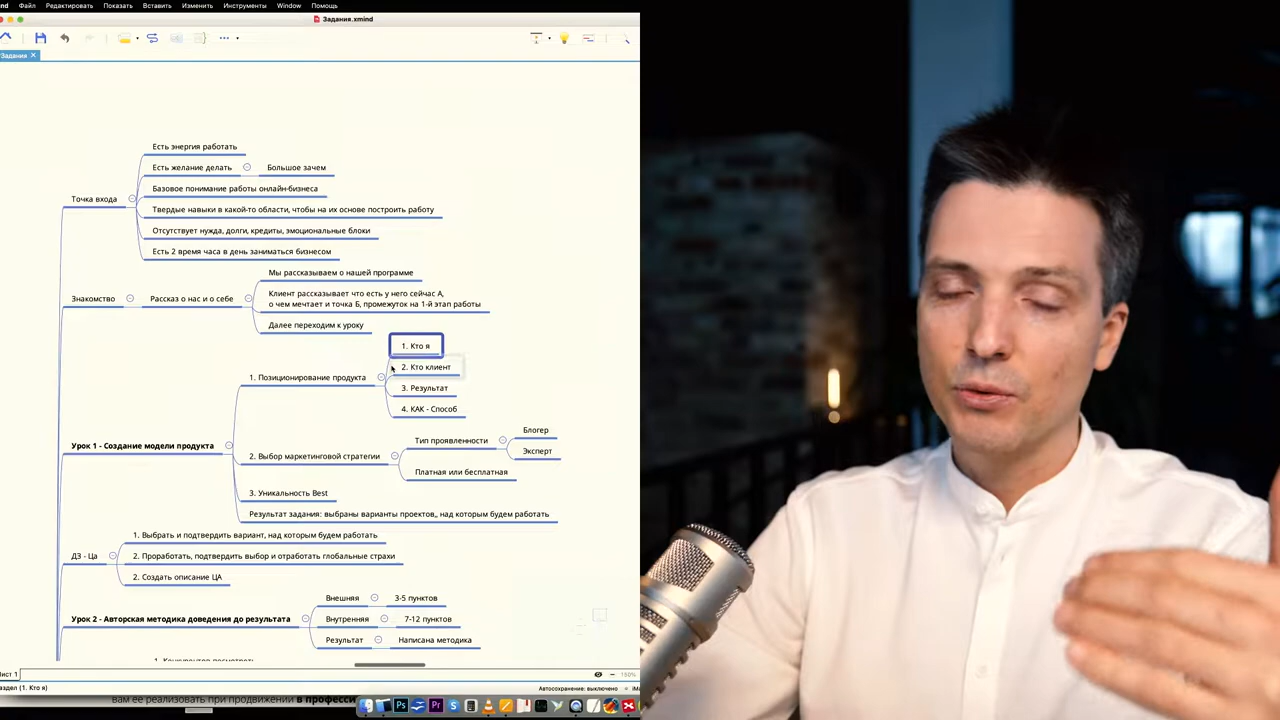 Файл Редактировать Показать Вставить Изменить Инструменты Window Помощь
Задания.xmind
Задания
Есть энергия работать
Есть желание делать
Большое зачем
Базовое понимание работы онлайн-бизнеса
Точка входа
Твердые навыки в какой-то области, чтобы на их основе построить работу
Отсутствует нужда, долги, кредиты, эмоциональные блоки
Есть 2 время часа в день заниматься бизнесом
Мы рассказываем о нашей программе
Знакомство
Рассказ о нас и о себе
Клиент рассказывает что есть у него сейчас А,
о чем мечтает и точка Б, промежуток на 1-й этап работы
Далее переходим к уроку
1. Кто я
2. Кто клиент
1. Позиционирование продукта
3. Результат
4. КАК - Способ
Урок 1 - Создание модели продукта
Блогер
Тип проявленности
Эксперт
2. Выбор маркетинговой стратегии
Платная или бесплатная
3. Уникальность Best
Результат задания: выбраны варианты проектов,, над которым будем работать
1. Выбрать и подтвердить вариант, над которым будем работать
ДЗ - Ца
2. Проработать, подтвердить выбор и отработать глобальные страхи
2. Создать описание ЦА
Внешняя
3-5 пунктов
Урок 2 - Авторская методика доведения до результата
Внутренняя
7-12 пунктов
Результат
Написана методика
1. Конкурентов посмотреть
Лист 1
150%
(1. Кто я)
Автосохранение: выключено
вам ее реализовать при продвижении в професси